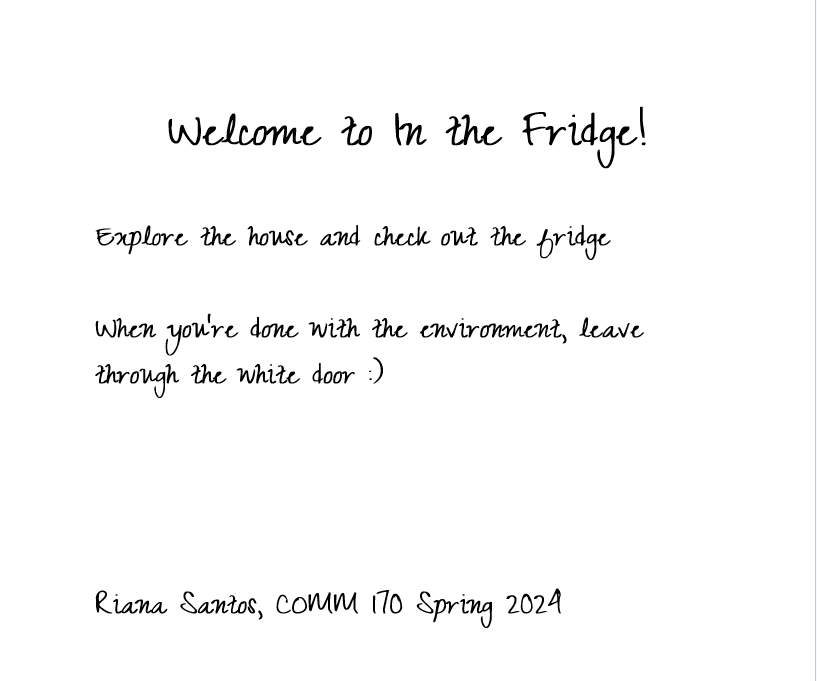 Welcome to In the Fridge!
Explore the house and check out the fridge
When you're done with the environment, leave
through the white door :)
Riana Santos, COMM 170 Spring 2024